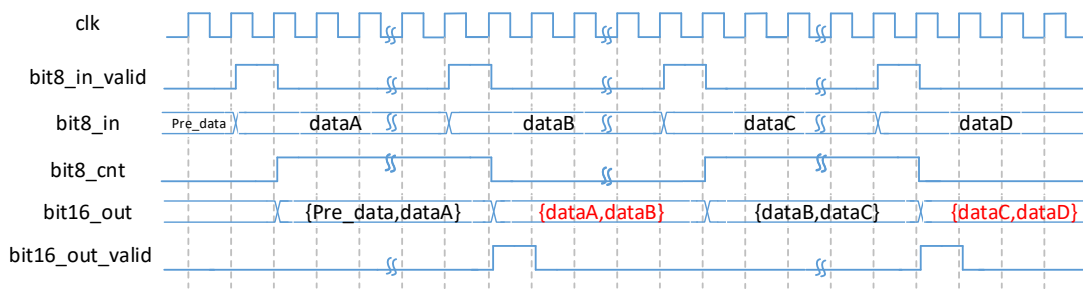 clk
bit8_in_valid
bit8_in Pre_data dataA dataB dataC dataD
bit8_cnt
bit16_out {Pre_data,dataA} {dataA,dataB} {dataB,dataC} {dataC,dataD}
bit16_out_valid